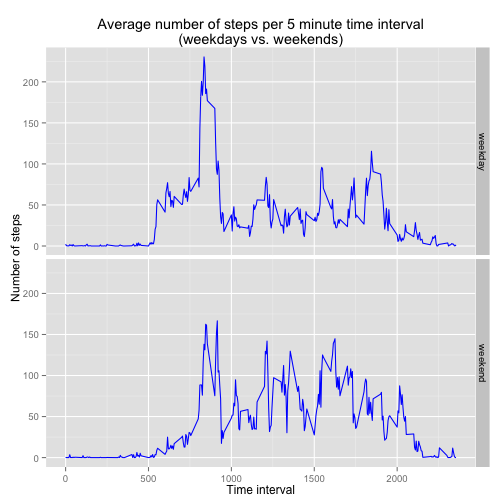 Average number of steps per 5 minute time interval
(weekdays vs. weekends)
Number of steps
200
150
100
50
0
weekday
200
150
100
50
0
weekend
0
500
1000
1500
2000
Time interval